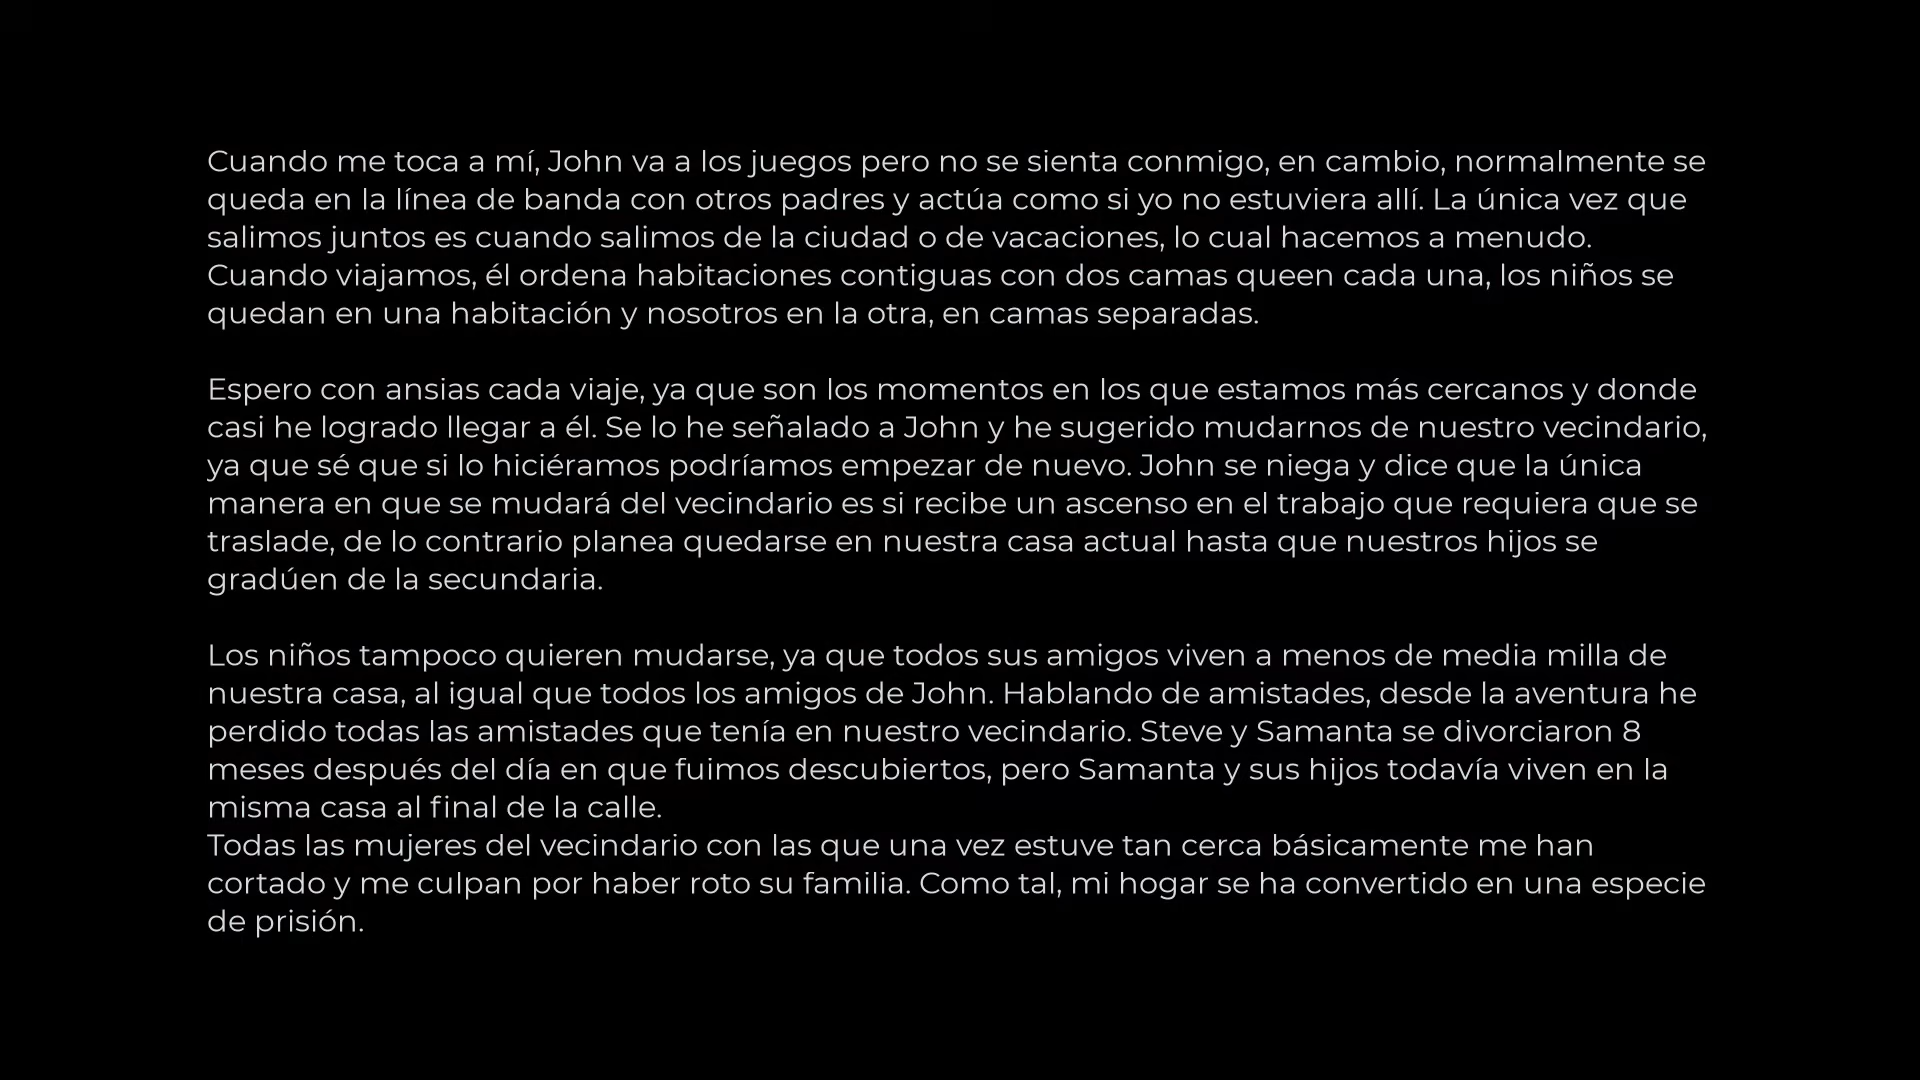 Cuando me toca a mí, John va a los juegos pero no se sienta conmigo, en cambio, normalmente se
queda en la línea de banda con otros padres y actúa como si yo no estuviera allí. La única vez que
salimos juntos es cuando salimos de la ciudad o de vacaciones, lo cual hacemos a menudo.
Cuando viajamos, él ordena habitaciones contiguas con dos camas queen cada una, los niños se
quedan en una habitación y nosotros en la otra, en camas separadas.
Espero con ansias cada viaje, ya que son los momentos en los que estamos más cercanos y donde
casi he logrado llegar a él. Se lo he señalado a John y he sugerido mudarnos de nuestro vecindario,
ya que sé que si lo hiciéramos podríamos empezar de nuevo. John se niega y dice que la única
manera en que se mudará del vecindario es si recibe un ascenso en el trabajo que requiera que se
traslade, de lo contrario planea quedarse en nuestra casa actual hasta que nuestros hijos se
gradúen de la secundaria.
Los niños tampoco quieren mudarse, ya que todos sus amigos viven a menos de media milla de
nuestra casa, al igual que todos los amigos de John. Hablando de amistades, desde la aventura he
perdido todas las amistades que tenía en nuestro vecindario. Steve y Samanta se divorciaron 8
meses después del día en que fuimos descubiertos, pero Samanta y sus hijos todavía viven en la
misma casa al final de la calle.
Todas las mujeres del vecindario con las que una vez estuve tan cerca básicamente me han
cortado y me culpan por haber roto su familia. Como tal, mi hogar se ha convertido en una especie
de prisión.